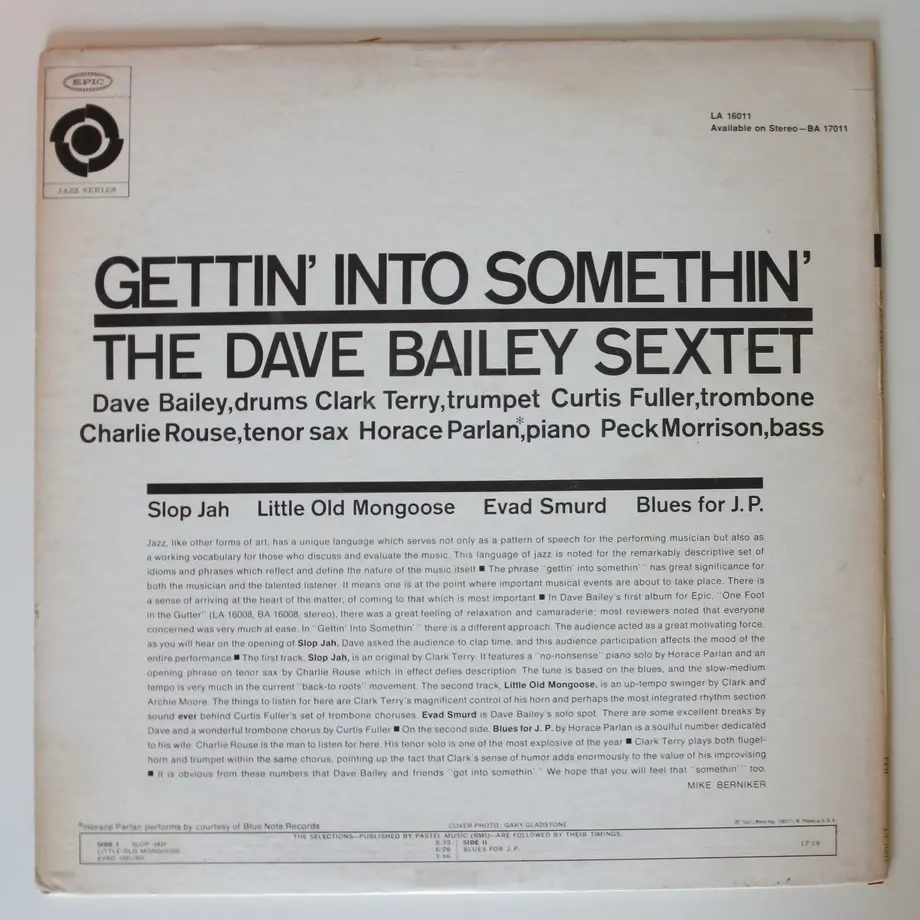 EPIC
JAZZ SERIES
LA 16011
Available on Stereo–BA 17011
GETTIN' INTO SOMETHIN'
THE DAVE BAILEY SEXTET
Dave Bailey,drums Clark Terry,trumpet Curtis Fuller,trombone
Charlie Rouse,tenor sax Horace Parlan*,piano Peck Morrison,bass
Slop Jah Little Old Mongoose Evad Smurd Blues for J.P.
Jazz, like other forms of art, has a unique language which serves not only as a pattern of speech for the performing musician but also as
a working vocabulary for those who discuss and evaluate the music. This language of jazz is noted for the remarkably descriptive set of
idioms and phrases which reflect and define the nature of the music itself ■ The phrase "gettin' into somethin'" has great significance for
both the musician and the talented listener. It means one is at the point where important musical events are about to take place. There is
a sense of arriving at the heart of the matter, of coming to that which is most important ■ In Dave Bailey's first album for Epic, "One Foot
in the Gutter" (LA 16008, BA 16008, stereo), there was a great feeling of relaxation and camaraderie; most reviewers noted that everyone
concerned was very much at ease. In "Gettin' Into Somethin'" there is a different approach. The audience acted as a great motivating force,
as you will hear on the opening of Slop Jah. Dave asked the audience to clap time, and this audience participation affects the mood of the
entire performance ■ The first track, Slop Jah, is an original by Clark Terry. It features a "no-nonsense" piano solo by Horace Parlan and an
opening phrase on tenor sax by Charlie Rouse which in effect defies description. The tune is based on the blues, and the slow-medium
tempo is very much in the current "back-to roots" movement. The second track, Little Old Mongoose, is an up-tempo swinger by Clark and
Archie Moore. The things to listen for here are Clark Terry's magnificent control of his horn and perhaps the most integrated rhythm section
sound ever behind Curtis Fuller's set of trombone choruses. Evad Smurd is Dave Bailey's solo spot. There are some excellent breaks by
Dave and a wonderful trombone chorus by Curtis Fuller ■ On the second side, Blues for J. P. by Horace Parlan is a soulful number dedicated
to his wife. Charlie Rouse is the man to listen for here. His tenor solo is one of the most explosive of the year ■ Clark Terry plays both flugel-
horn and trumpet within the same chorus, pointing up the fact that Clark's sense of humor adds enormously to the value of his improvising
■ It is obvious from these numbers that Dave Bailey and friends "got into somethin'." We hope that you will feel that "somethin'" too.
MIKE BERNIKER
*Horace Parlan performs by courtesy of Blue Note Records
COVER PHOTO: GARY GLADSTONE
THE SELECTIONS—PUBLISHED BY PASTEL MUSIC (BMI)—ARE FOLLOWED BY THEIR TIMINGS.
SIDE I SLOP JAH
LITTLE OLD MONGOOSE 6:26
EVAD SMURD 3:46
SIDE II
BLUES FOR J.P. 17:19